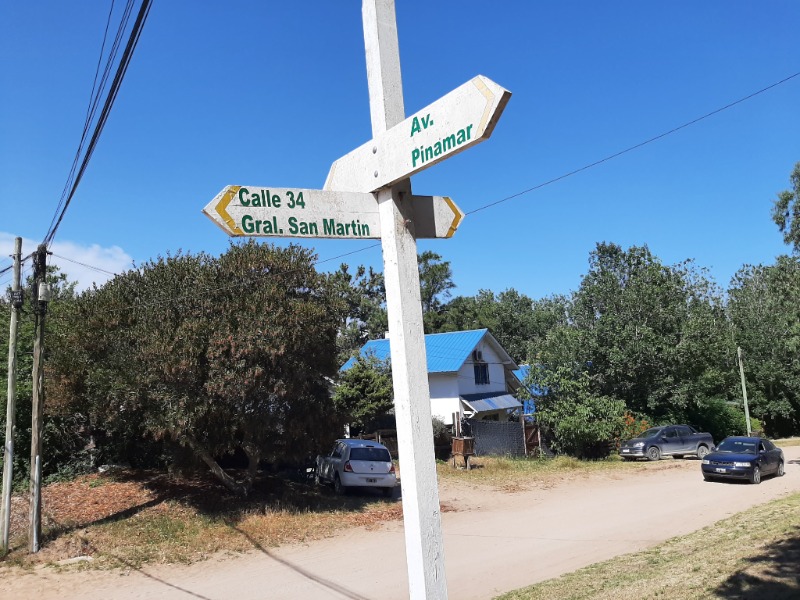 Av.
Pinamar
Calle 34
Gral. San Martin